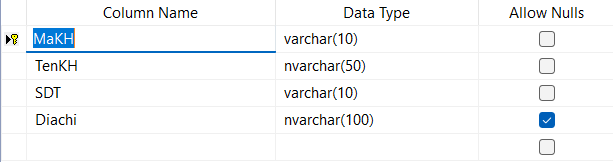 Column Name Data Type Allow Nulls
MaKH varchar(10)
TenKH nvarchar(50)
SDT varchar(10)
Diachi nvarchar(100)